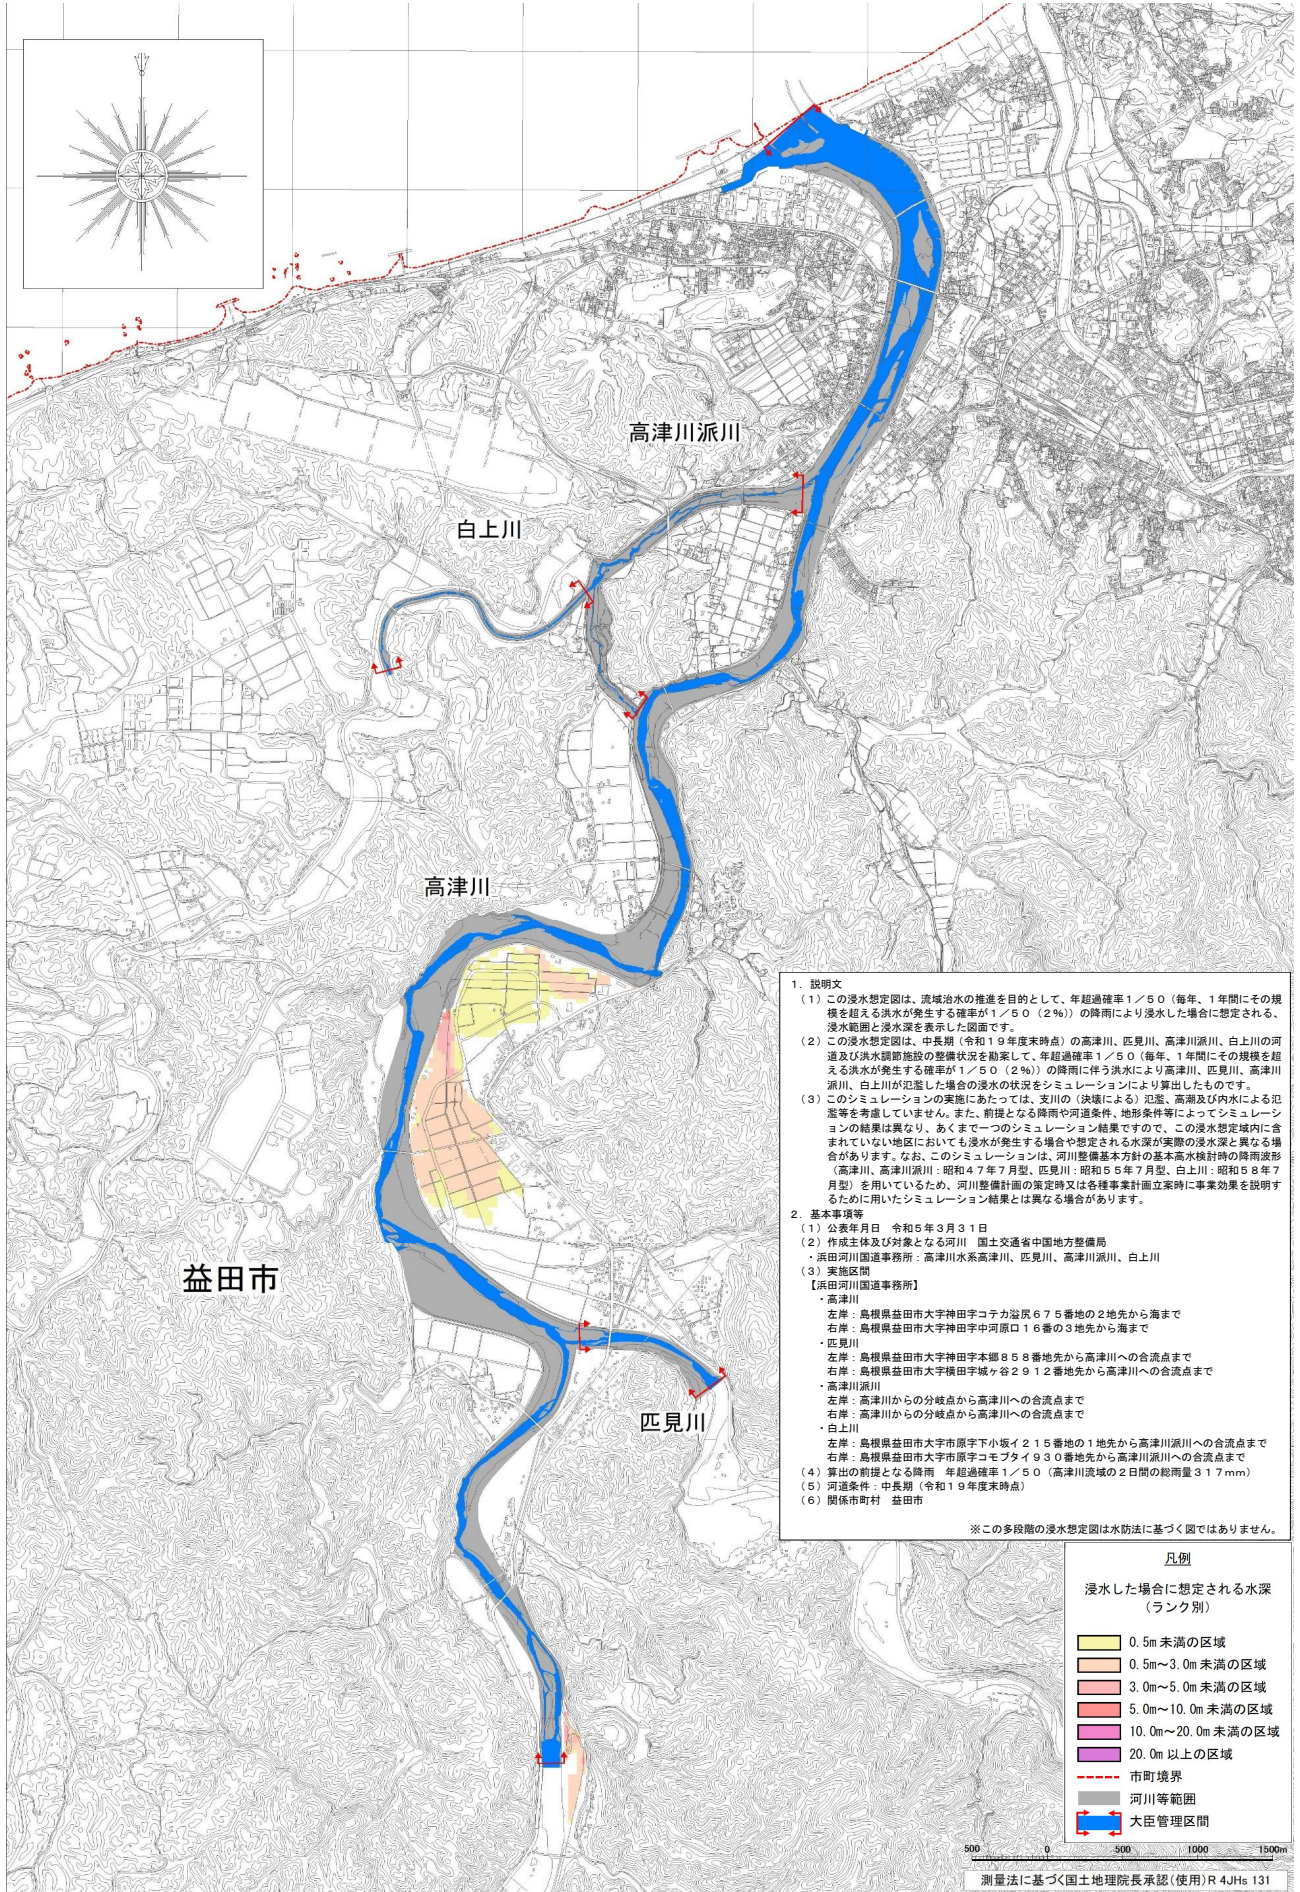 高津川派川
白上川
高津川
益田市
匹見川
1．説明文
（1）この浸水想定図は、流域治水の推進を目的として、年超過確率1／50（毎年、1年間にその規
模を超える洪水が発生する確率が1／50（2％））の降雨により浸水した場合に想定される、
浸水範囲と浸水深を表示した図面です。
（2）この浸水想定図は、中長期（令和19年度末時点）の高津川、匹見川、高津川派川、白上川の河
道及び洪水調節施設の整備状況を勘案して、年超過確率1／50（毎年、1年間にその規模を超
える洪水が発生する確率が1／50（2％））の降雨に伴う洪水により高津川、匹見川、高津川
派川、白上川が氾濫した場合の浸水の状況をシミュレーションにより算出したものです。
（3）このシミュレーションの実施にあたっては、支川の（決壊による）氾濫、高潮及び内水による氾
濫等を考慮していません。また、前提となる降雨や河道条件、地形条件等によってシミュレーショ
ンの結果は異なり、あくまで一つのシミュレーション結果ですので、この浸水想定域内に含
まれていない地区においても浸水が発生する場合や想定される水深が実際の浸水深と異なる場
合があります。なお、このシミュレーションは、河川整備基本方針の基本高水検討時の降雨波形
（高津川、高津川派川：昭和47年7月型、匹見川：昭和55年7月型、白上川：昭和58年7
月型）を用いているため、河川整備計画の策定時又は各種事業計画立案時に事業効果を説明す
るために用いたシミュレーション結果とは異なる場合があります。
2．基本事項等
（1）公表年月日　令和5年3月31日
（2）作成主体及び対象となる河川　国土交通省中国地方整備局
・浜田河川国道事務所：高津川水系高津川、匹見川、高津川派川、白上川
（3）実施区間
【浜田河川国道事務所】
・高津川
左岸：島根県益田市大字神田字コテカ溢尻675番地の2地先から海まで
右岸：島根県益田市大字神田字中河原口16番の3地先から海まで
・匹見川
左岸：島根県益田市大字神田字本郷858番地先から高津川への合流点まで
右岸：島根県益田市大字横田字城ヶ谷2912番地先から高津川への合流点まで
・高津川派川
左岸：高津川からの分岐点から高津川への合流点まで
右岸：高津川からの分岐点から高津川への合流点まで
・白上川
左岸：島根県益田市大字市原字下小坂イ215番地の1地先から高津川派川への合流点まで
右岸：島根県益田市大字市原字コモブタイ930番地先から高津川派川への合流点まで
（4）算出の前提となる降雨　年超過確率1／50（高津川流域の2日間の総雨量317mm）
（5）河道条件：中長期（令和19年度末時点）
（6）関係市町村　益田市
※この多段階の浸水想定図は水防法に基づく図ではありません。
凡例
浸水した場合に想定される水深
（ランク別）
0.5m 未満の区域
0.5m～3.0m 未満の区域
3.0m～5.0m 未満の区域
5.0m～10.0m 未満の区域
10.0m～20.0m 未満の区域
20.0m 以上の区域
市町境界
河川等範囲
大臣管理区間
500 0 500 1000 1500m
測量法に基づく国土地理院長承認（使用）R 4JHs 131